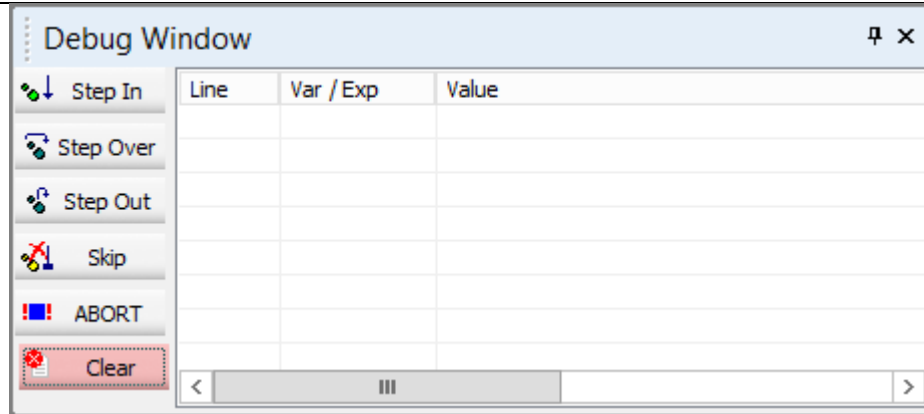 Debug Window
Step In
Line Var / Exp Value
Step Over
Step Out
Skip
ABORT
Clear